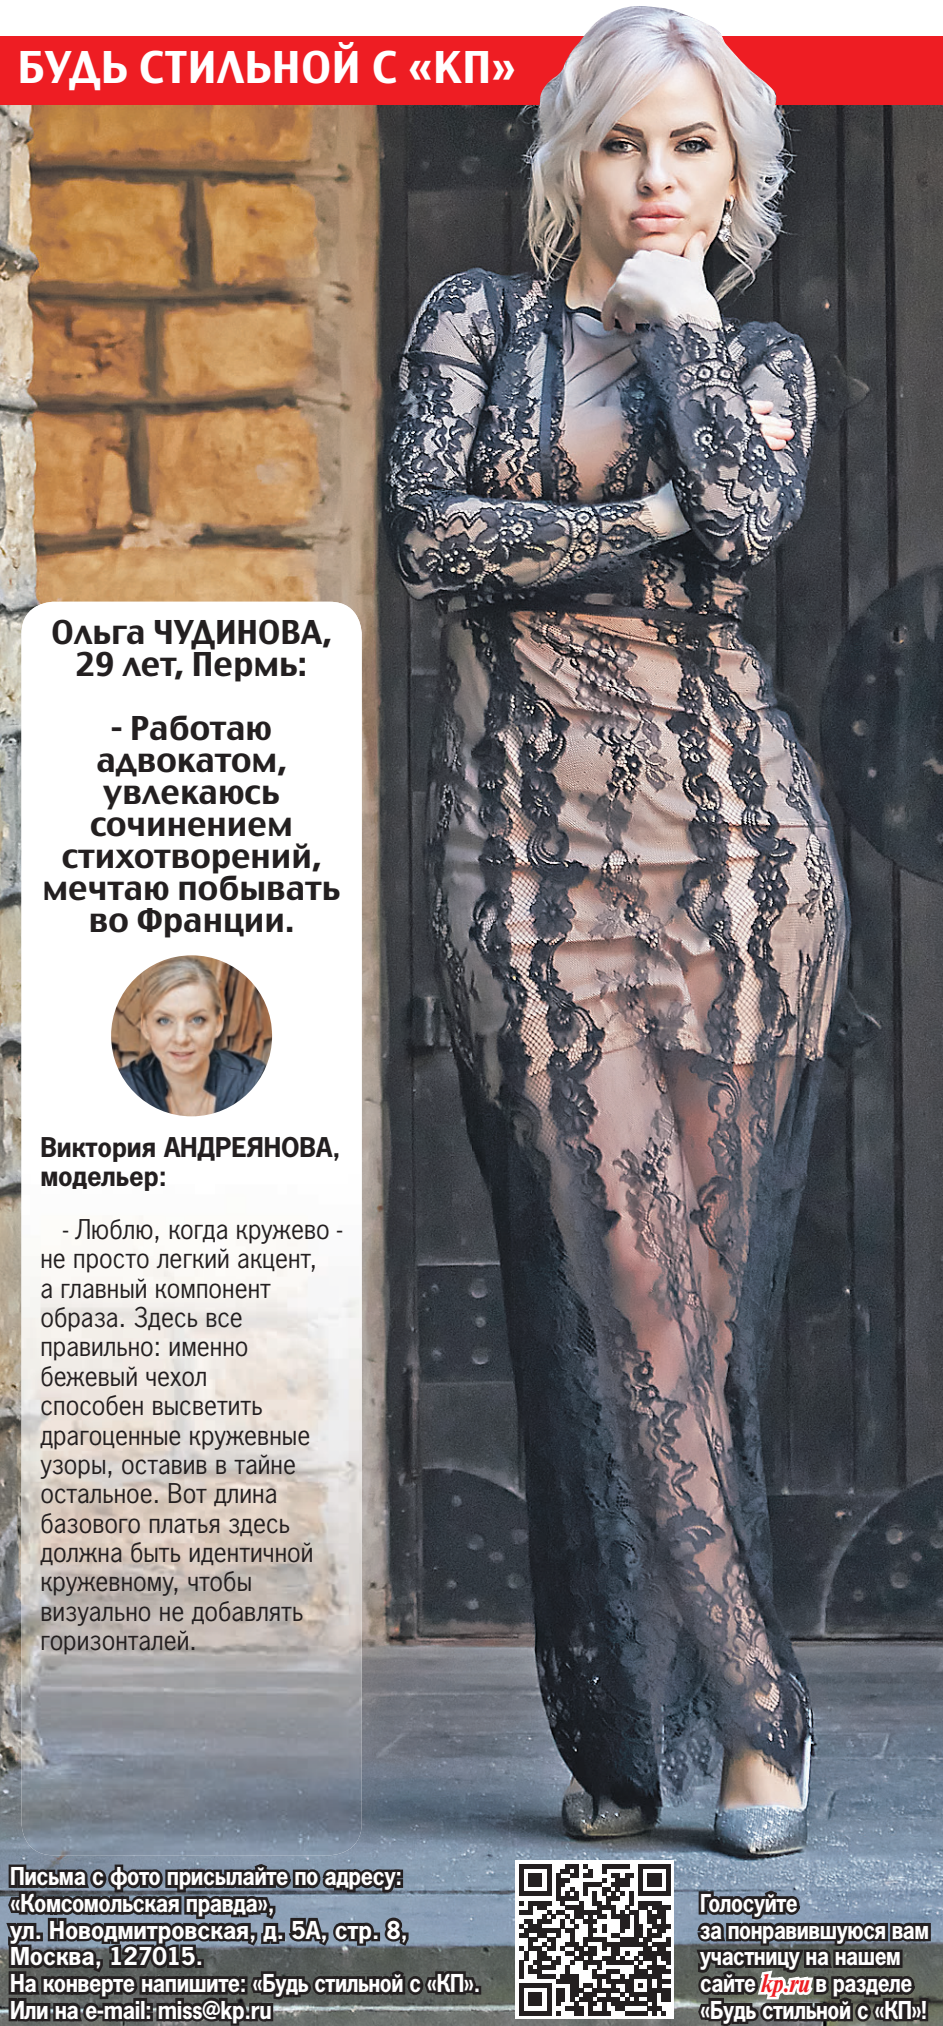 БУДЬ СТИЛЬНОЙ С «КП»
Ольга ЧУДИНОВА,
29 лет, Пермь:
- Работаю
адвокатом,
увлекаюсь
сочинением
стихотворений,
мечтаю побывать
во Франции.
Виктория АНДРЕЯНОВА,
модельер:
- Люблю, когда кружево -
не просто легкий акцент,
а главный компонент
образа. Здесь все
правильно: именно
бежевый чехол
способен высветить
драгоценные кружевные
узоры, оставив в тайне
остальное. Вот длина
базового платья здесь
должна быть идентичной
кружевному, чтобы
визуально не добавлять
горизонталей.
Письма с фото присылайте по адресу:
«Комсомольская правда»,
ул. Новодмитровская, д. 5А, стр. 8,
Москва, 127015.
На конверте напишите: «Будь стильной с «КП».
Или на e-mail: miss@kp.ru
Голосуйте
за понравившуюся вам
участницу на нашем
сайте kp.ru в разделе
«Будь стильной с «КП»!